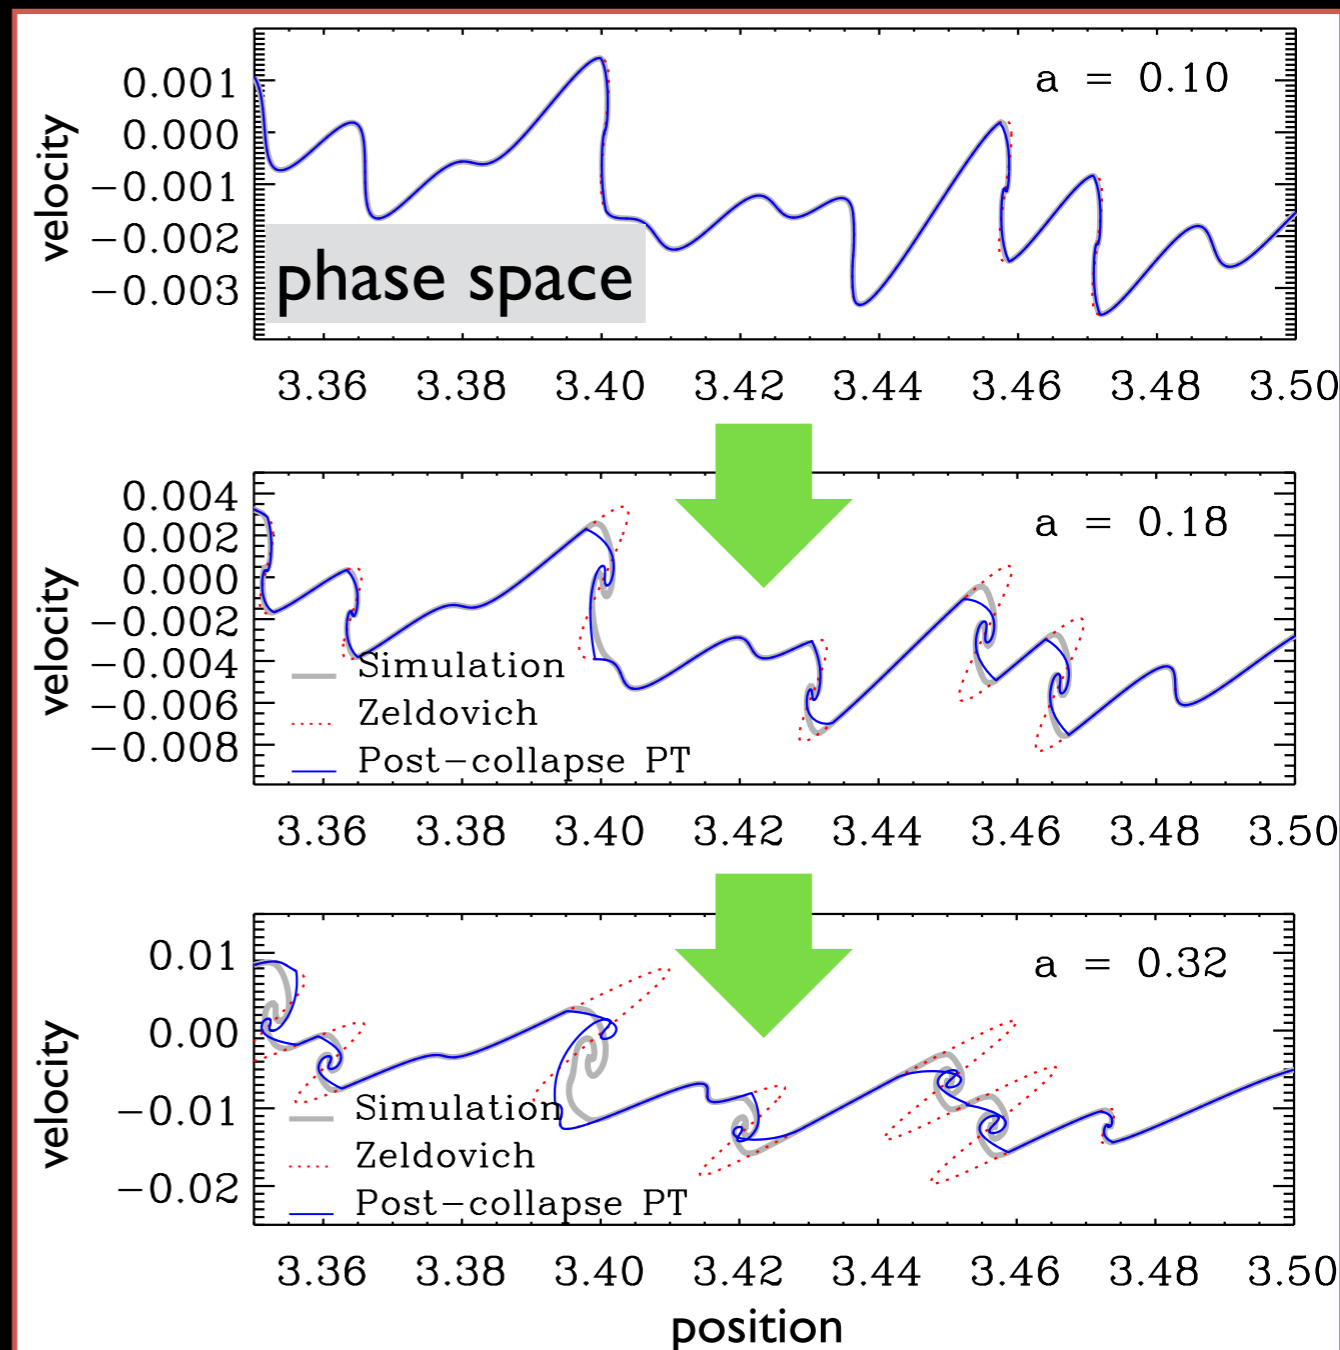 velocity
0.001
0.000
−0.001
−0.002
−0.003
a = 0.10
phase space
3.36 3.38 3.40 3.42 3.44 3.46 3.48 3.50
velocity
0.004
0.002
0.000
−0.002
−0.004
−0.006
−0.008
a = 0.18
Simulation
Zeldovich
Post−collapse PT
3.36 3.38 3.40 3.42 3.44 3.46 3.48 3.50
velocity
0.01
0.00
−0.01
−0.02
a = 0.32
Simulation
Zeldovich
Post−collapse PT
3.36 3.38 3.40 3.42 3.44 3.46 3.48 3.50
position